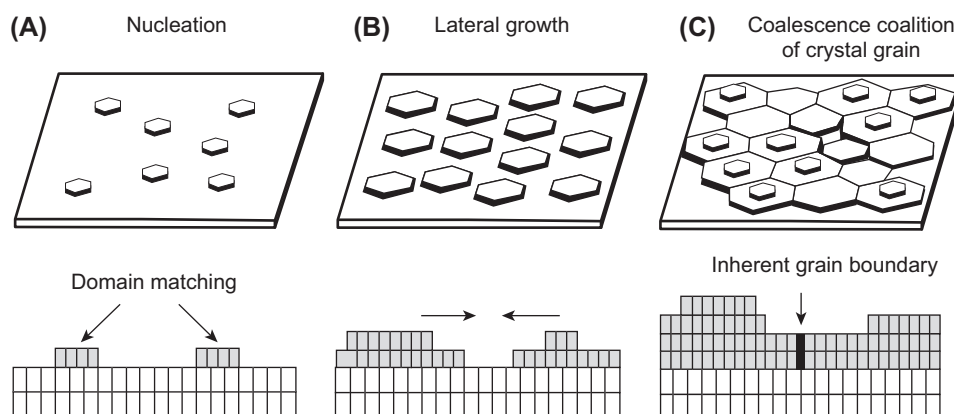 (A) Nucleation
(B) Lateral growth
(C) Coalescence coalition
of crystal grain
Domain matching
Inherent grain boundary